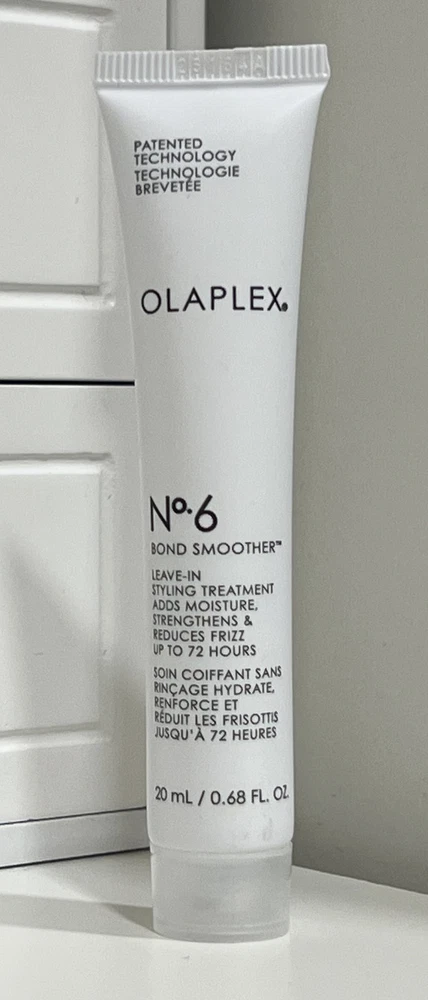 PATENTED
TECHNOLOGY
TECHNOLOGIE
BREVETÉE
OLAPLEX®
Nº.6
BOND SMOOTHER™
LEAVE-IN
STYLING TREATMENT
ADDS MOISTURE,
STRENGTHENS &
REDUCES FRIZZ
UP TO 72 HOURS
SOIN COIFFANT SANS
RINÇAGE HYDRATE,
RENFORCE ET
RÉDUIT LES FRISOTTIS
JUSQU'À 72 HEURES
20 mL / 0.68 FL. OZ.